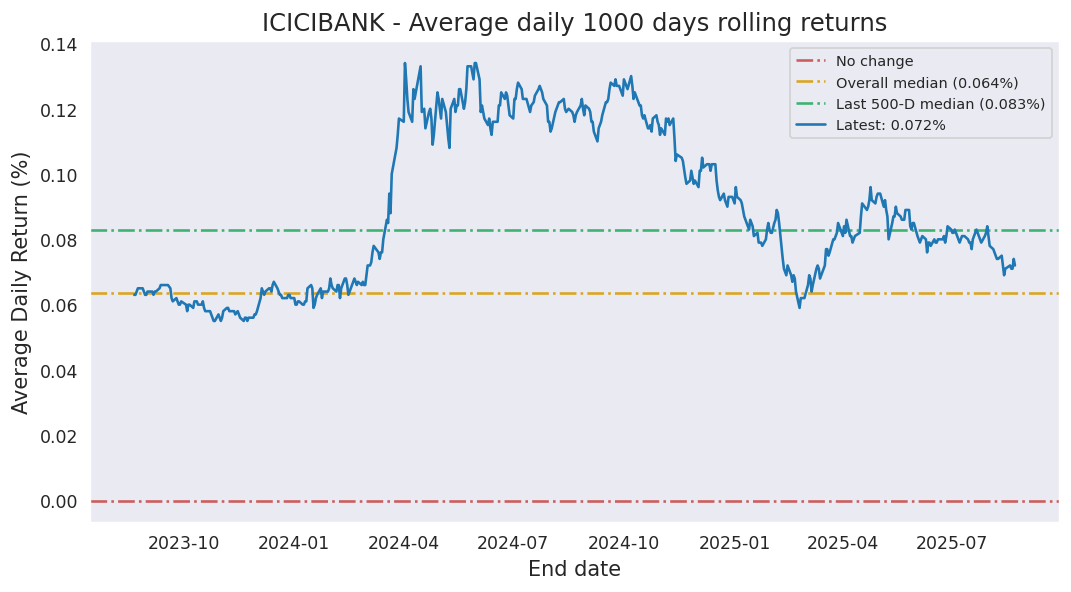 ICICIBANK - Average daily 1000 days rolling returns
Average Daily Return (%)
0.14
0.12
0.10
0.08
0.06
0.04
0.02
0.00
No change
Overall median (0.064%)
Last 500-D median (0.083%)
Latest: 0.072%
2023-10 2024-01 2024-04 2024-07 2024-10 2025-01 2025-04 2025-07
End date